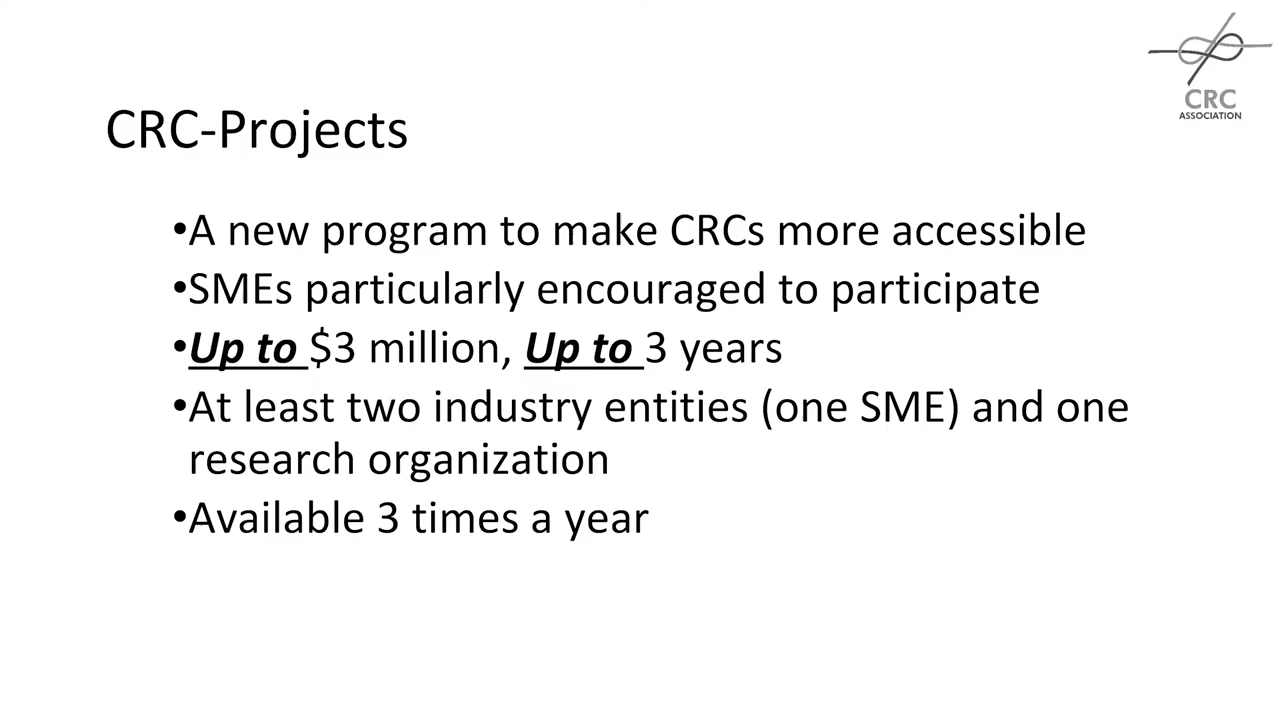 CRC
ASSOCIATION
CRC-Projects
•A new program to make CRCs more accessible
•SMEs particularly encouraged to participate
•Up to $3 million, Up to 3 years
•At least two industry entities (one SME) and one
research organization
•Available 3 times a year